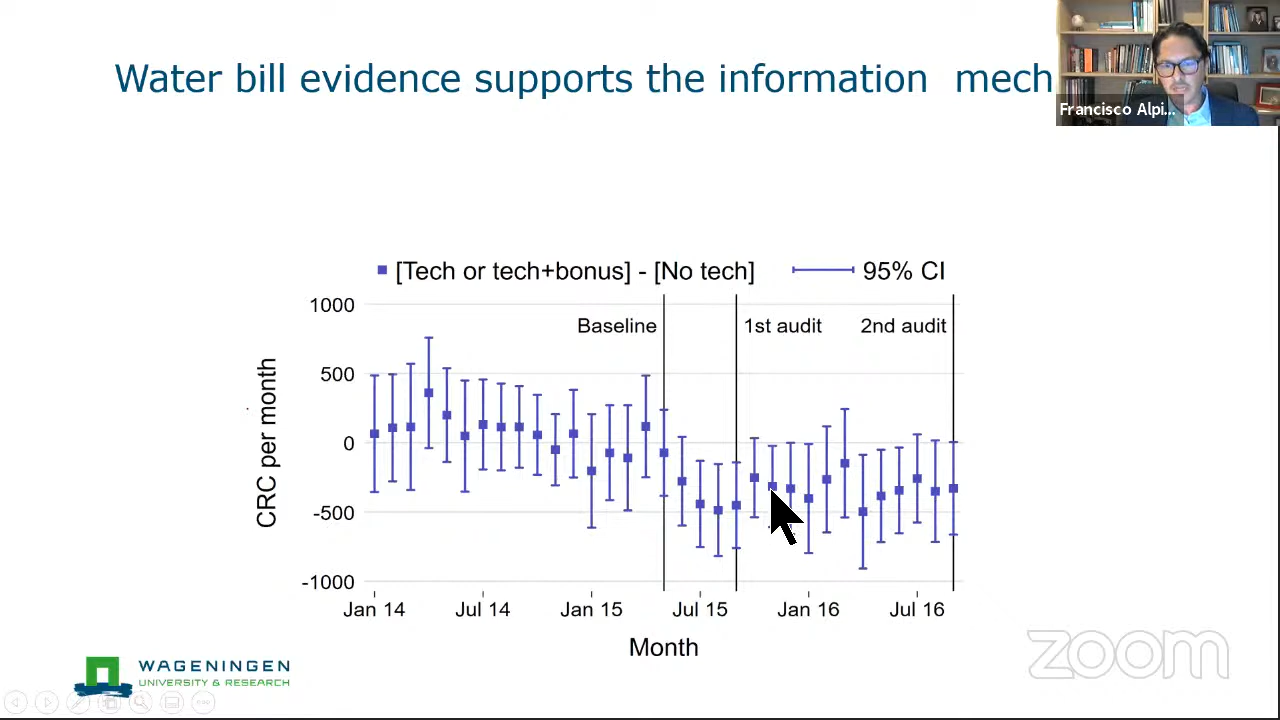 Water bill evidence supports the information mech
Francisco Alpi...
[Tech or tech+bonus] - [No tech]
95% CI
1000
500
0
-500
-1000
CRC per month
Baseline
1st audit
2nd audit
Jan 14
Jul 14
Jan 15
Jul 15
Jan 16
Jul 16
Month
WAGENINGEN
UNIVERSITY & RESEARCH
zoom